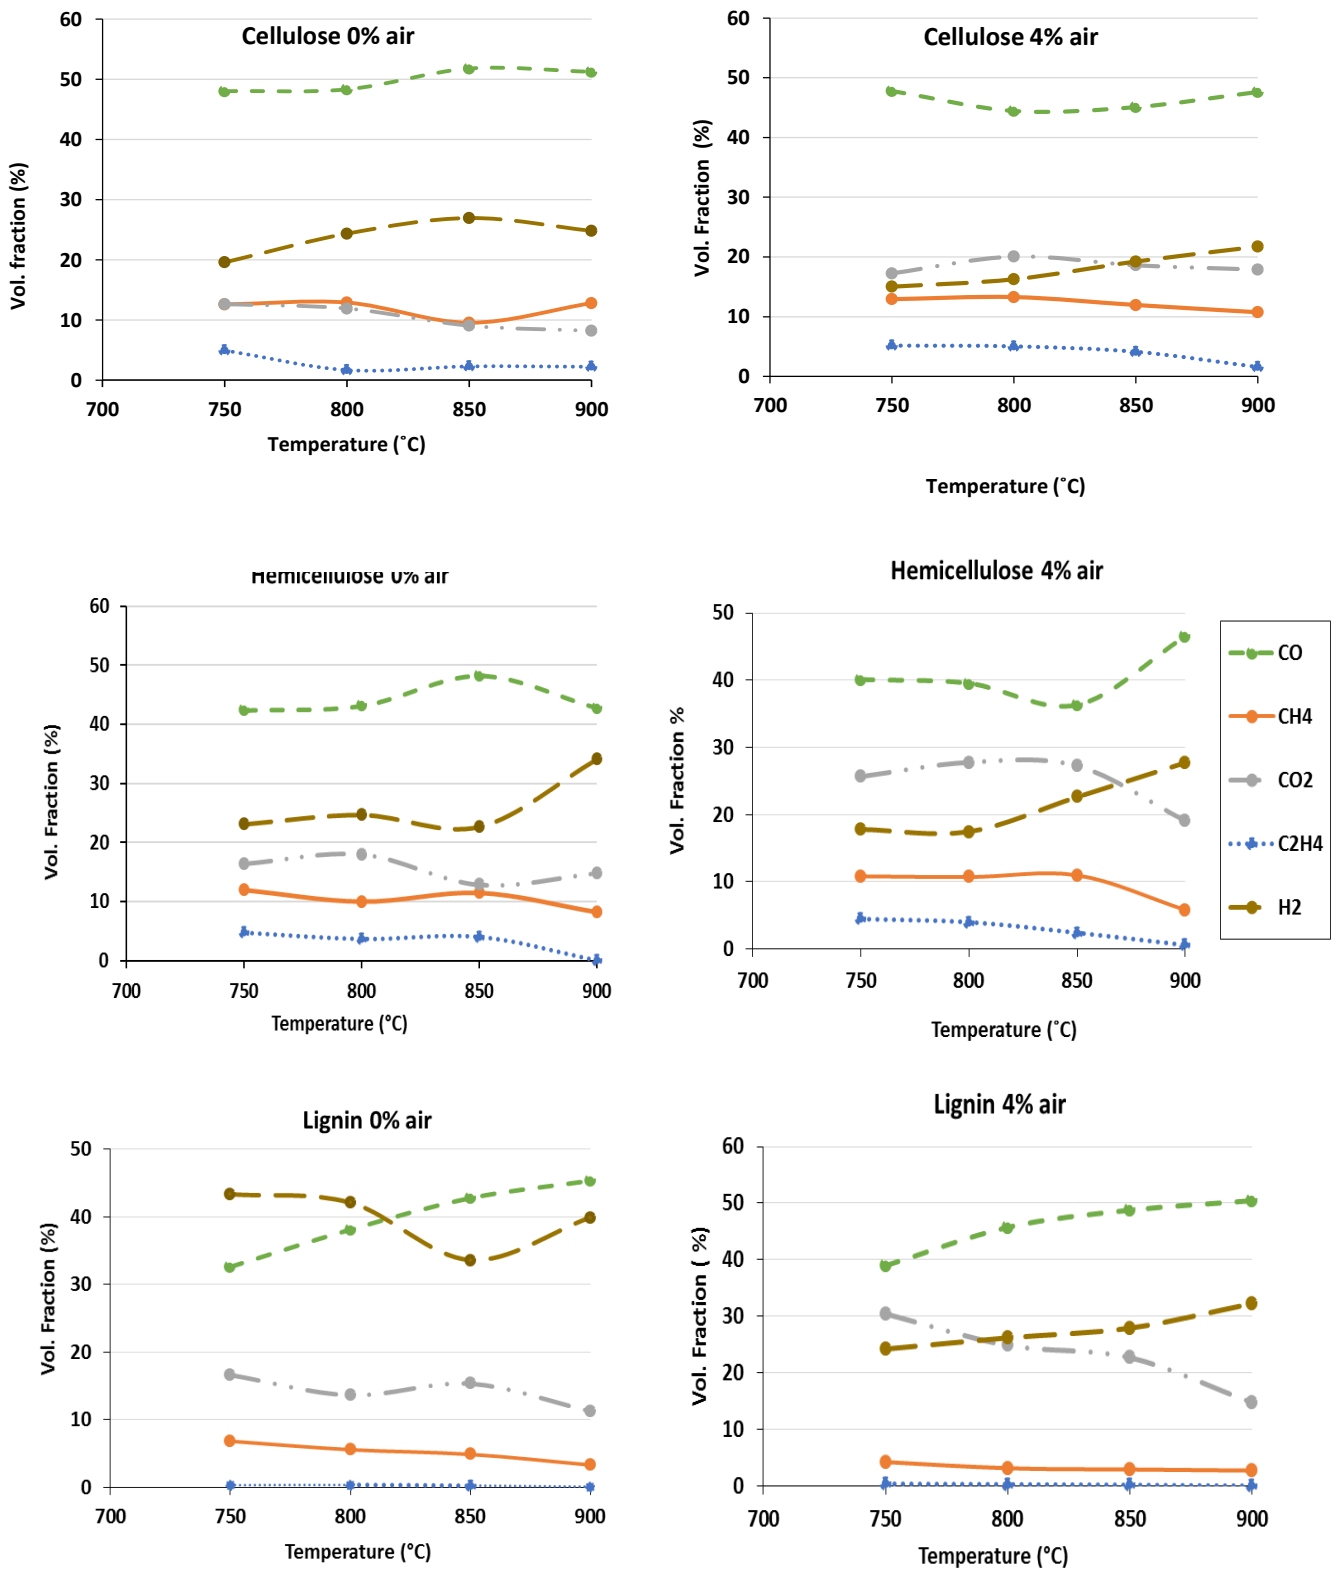 Cellulose 0% air
60
50
40
30
20
10
0
Vol. fraction (%)
700 750 800 850 900
Temperature (˚C)
Cellulose 4% air
60
50
40
30
20
10
0
Vol. Fraction (%)
700 750 800 850 900
Temperature (˚C)
Hemicellulose 0% air
60
50
40
30
20
10
0
Vol. Fraction (%)
700 750 800 850 900
Temperature (°C)
Hemicellulose 4% air
50
40
30
20
10
0
Vol. Fraction %
700 750 800 850 900
Temperature (˚C)
CO
CH4
CO2
C2H4
H2
Lignin 0% air
50
40
30
20
10
0
Vol. Fraction (%)
700 750 800 850 900
Temperature (°C)
Lignin 4% air
60
50
40
30
20
10
0
Vol. Fraction ( %)
700 750 800 850 900
Temperature (°C)